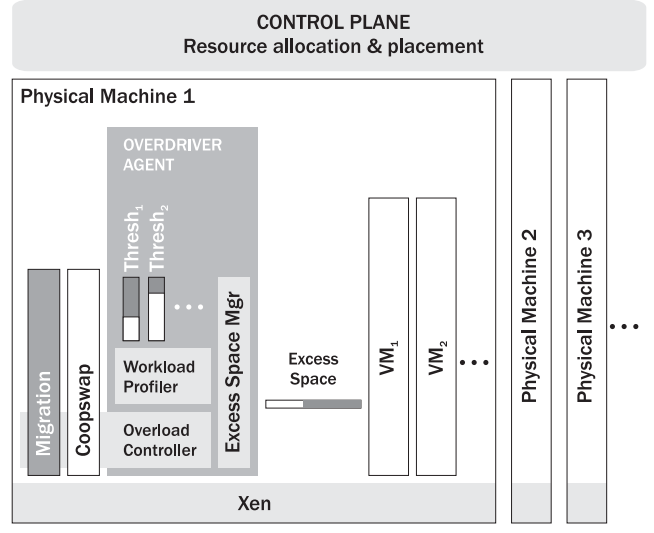 CONTROL PLANE
Resource allocation & placement
Physical Machine 1
OVERDRIVER
AGENT
Thresh1
Thresh2
...
Migration
Coopswap
Workload
Profiler
Overload
Controller
Excess Space Mgr
Excess
Space
VM1
VM2
...
Physical Machine 2
Physical Machine 3
...
Xen